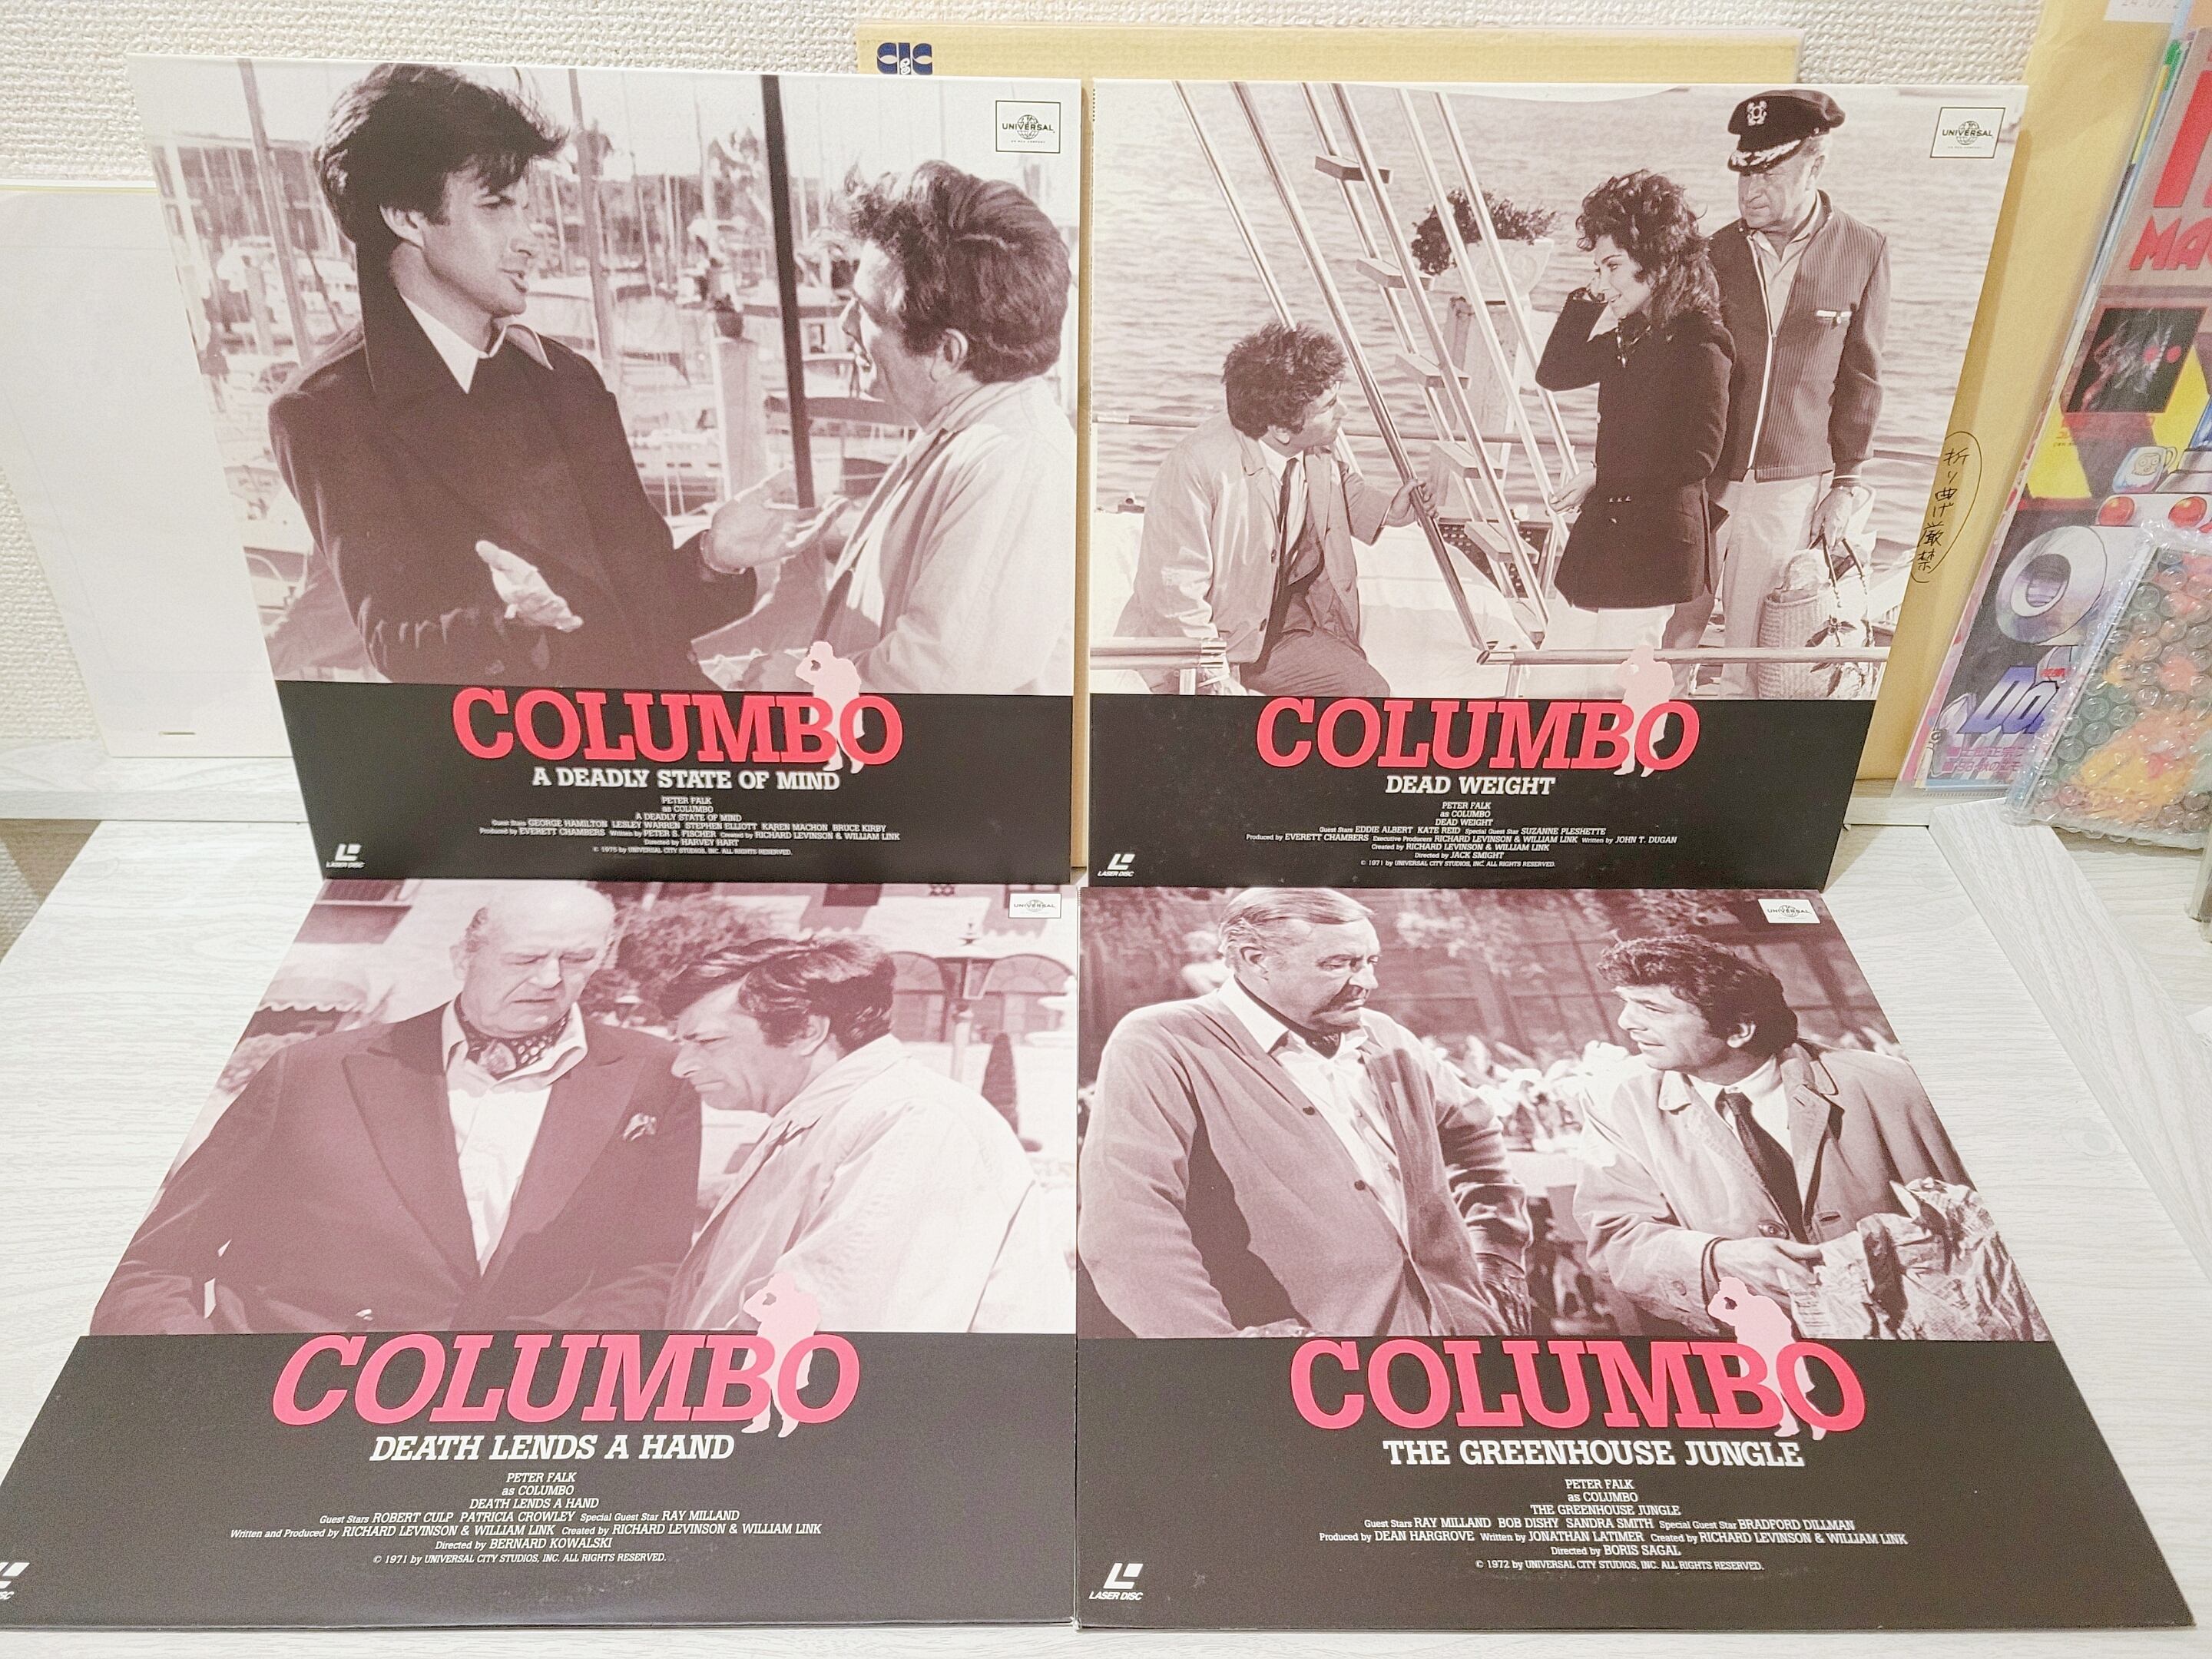 CIC
UNIVERSAL
COLUMBO
A DEADLY STATE OF MIND
PETER FALK
as COLUMBO
A DEADLY STATE OF MIND
Guest Stars GEORGE HAMILTON LESLEY WARREN STEPHEN ELLIOTT KAREN MACHON BRUCE KIRBY
Produced by EVERETT CHAMBERS Written by PETER S. FISCHER Created by RICHARD LEVINSON & WILLIAM LINK
Directed by HARVEY HART
© 1975 by UNIVERSAL CITY STUDIOS, INC. ALL RIGHTS RESERVED.
LASER DISC
UNIVERSAL
COLUMBO
DEAD WEIGHT
PETER FALK
as COLUMBO
DEAD WEIGHT
Guest Stars EDDIE ALBERT KATE REID Special Guest Star SUZANNE PLESHETTE
Produced by EVERETT CHAMBERS Executive Producers RICHARD LEVINSON & WILLIAM LINK Written by JOHN T. DUGAN
Created by RICHARD LEVINSON & WILLIAM LINK
Directed by JACK SMIGHT
© 1971 by UNIVERSAL CITY STUDIOS, INC. ALL RIGHTS RESERVED.
LASER DISC
折り曲げ厳禁
UNIVERSAL
COLUMBO
DEATH LENDS A HAND
PETER FALK
as COLUMBO
DEATH LENDS A HAND
Guest Stars ROBERT CULP PATRICIA CROWLEY Special Guest Star RAY MILLAND
Written and Produced by RICHARD LEVINSON & WILLIAM LINK Created by RICHARD LEVINSON & WILLIAM LINK
Directed by BERNARD KOWALSKI
© 1971 by UNIVERSAL CITY STUDIOS, INC. ALL RIGHTS RESERVED.
UNIVERSAL
COLUMBO
THE GREENHOUSE JUNGLE
PETER FALK
as COLUMBO
THE GREENHOUSE JUNGLE
Guest Stars RAY MILLAND BOB DISHY SANDRA SMITH Special Guest Star BRADFORD DILLMAN
Produced by DEAN HARGROVE Written by JONATHAN LATIMER Created by RICHARD LEVINSON & WILLIAM LINK
Directed by BORIS SAGAL
© 1972 by UNIVERSAL CITY STUDIOS, INC. ALL RIGHTS RESERVED.
LASER DISC